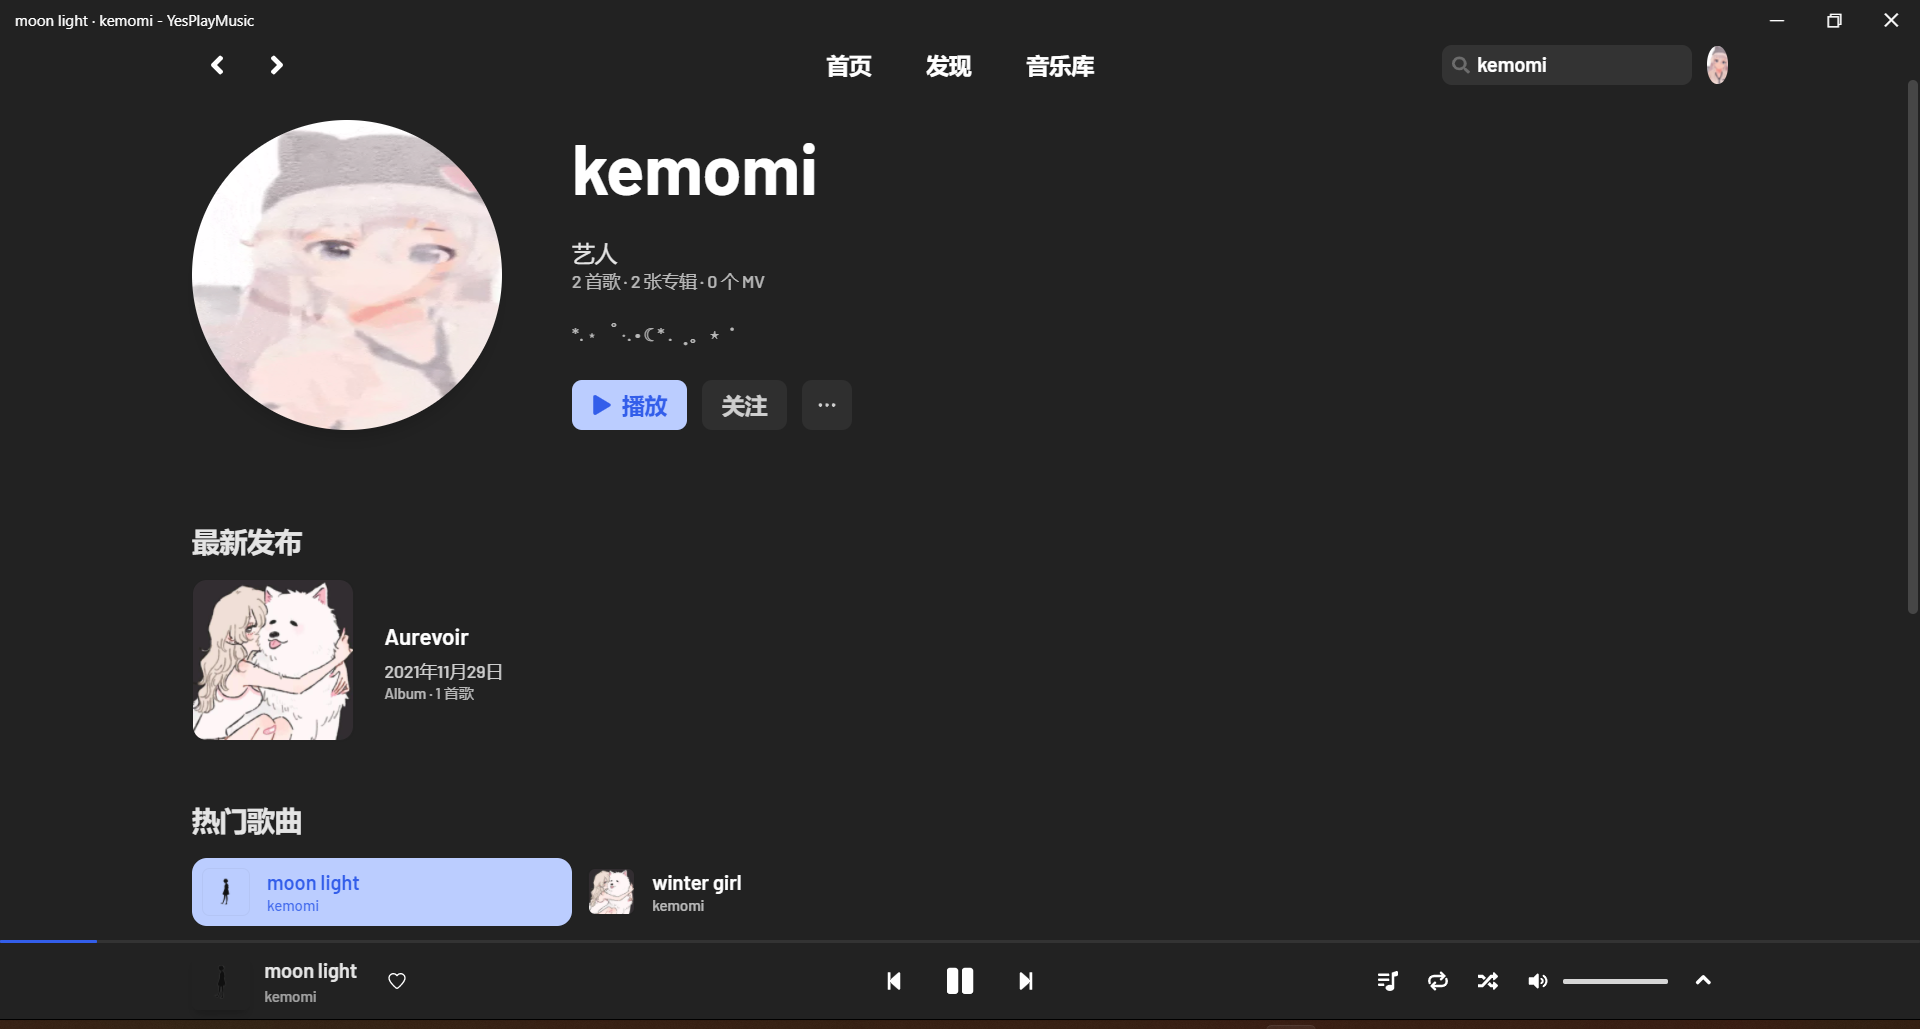 moon light · kemomi - YesPlayMusic
首页
发现
音乐库
kemomi
kemomi
艺人
2 首歌 · 2 张专辑 · 0 个 MV
播放
关注
最新发布
Aurevoir
2021年11月29日
Album · 1 首歌
热门歌曲
moon light
kemomi
winter girl
kemomi
moon light
kemomi